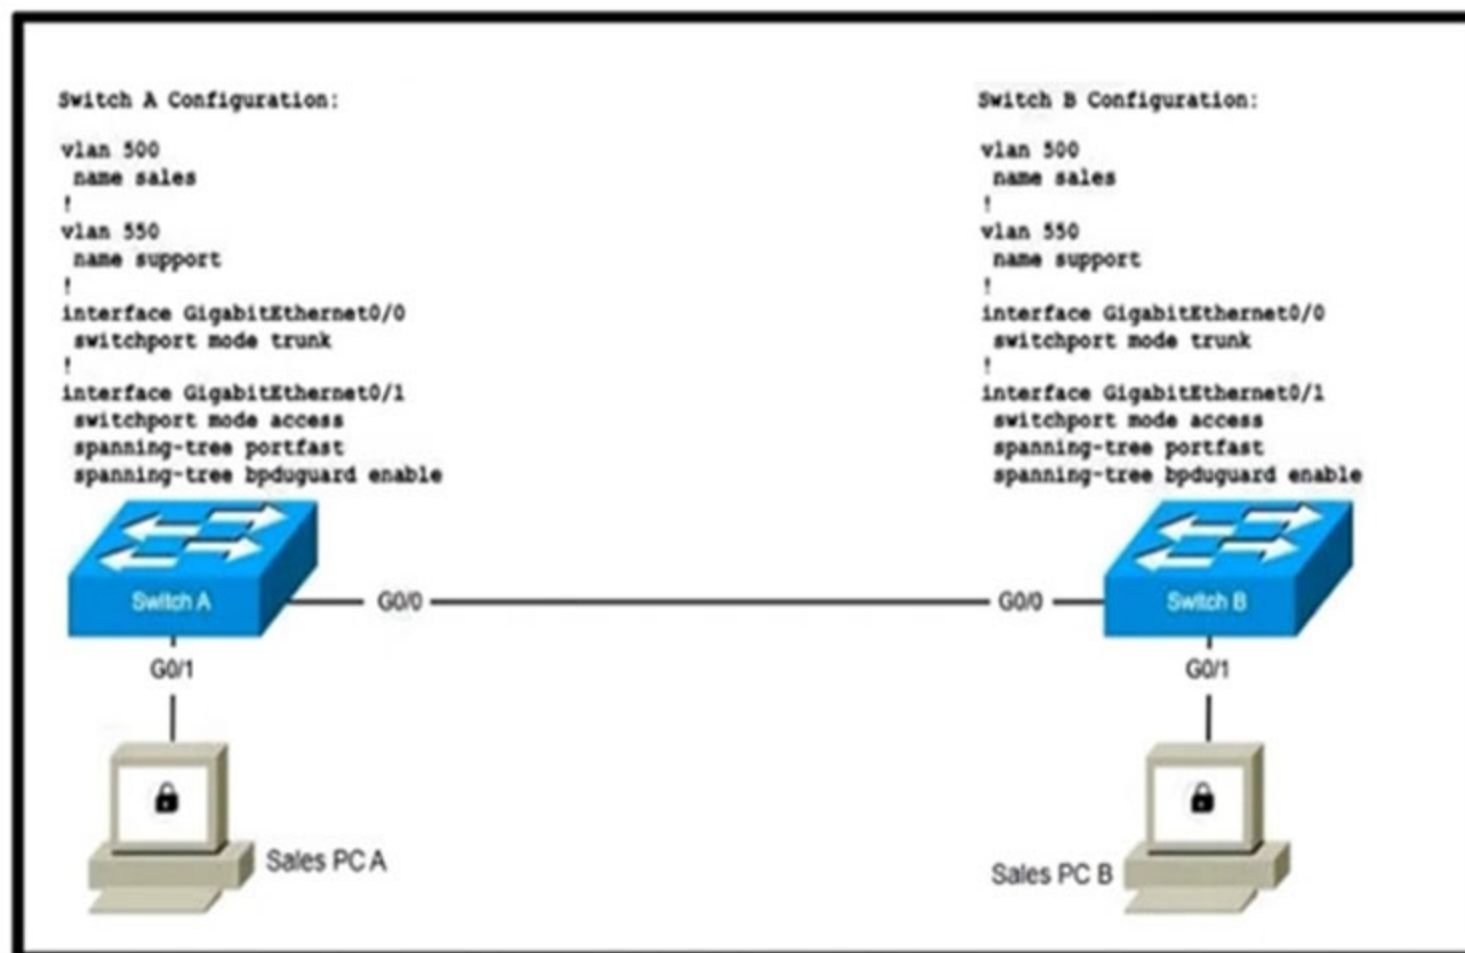 Switch A Configuration:
vlan 500
name sales
!
vlan 550
name support
!
interface GigabitEthernet0/0
switchport mode trunk
!
interface GigabitEthernet0/1
switchport mode access
spanning-tree portfast
spanning-tree bpduguard enable
Switch B Configuration:
vlan 500
name sales
!
vlan 550
name support
!
interface GigabitEthernet0/0
switchport mode trunk
!
interface GigabitEthernet0/1
switchport mode access
spanning-tree portfast
spanning-tree bpduguard enable
Switch A
G0/0
G0/0
Switch B
G0/1
G0/1
Sales PC A
Sales PC B